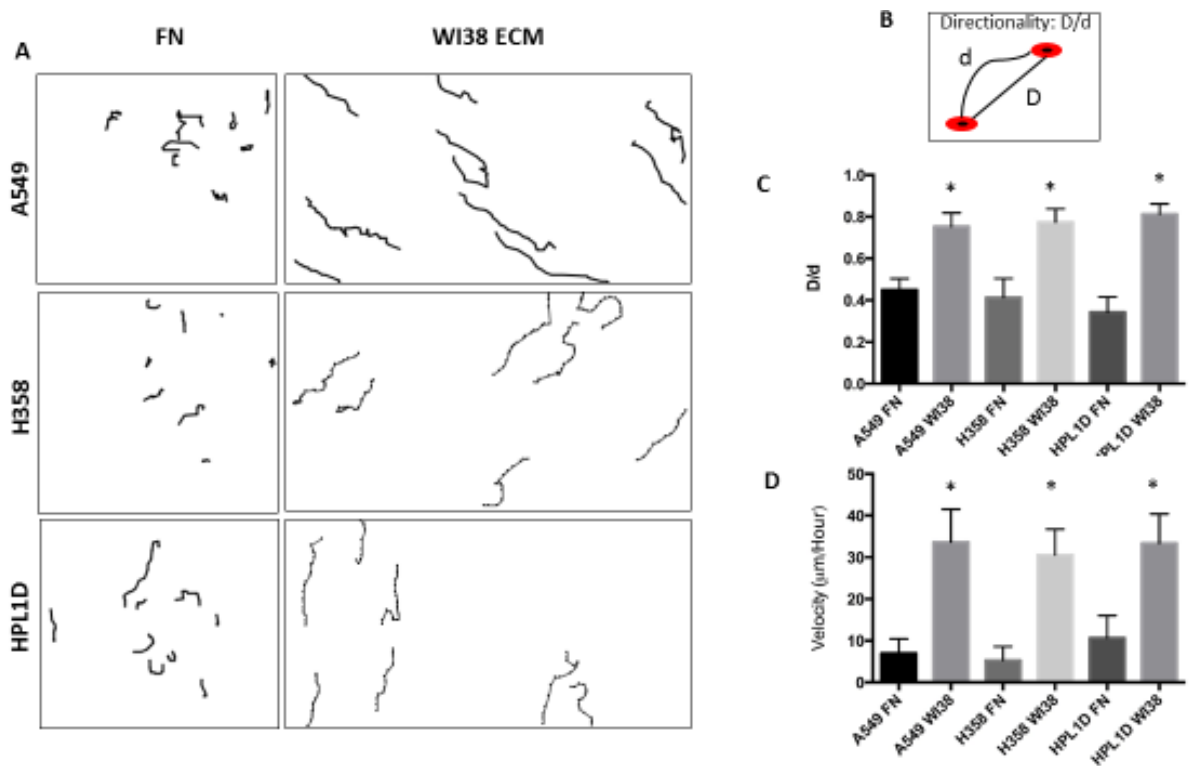 A
FN
WI38 ECM
A549
H358
HPL1D
B
Directionality: D/d
d
D
C
D/d
1.0
0.8
0.6
0.4
0.2
0.0
*
*
*
A549 FN
A549 WI38
H358 FN
H358 WI38
HPL1D FN
HPL1D WI38
D
Velocity (μm/Hour)
50
40
30
20
10
0
*
*
*
A549 FN
A549 WI38
H358 FN
H358 WI38
HPL1D FN
HPL1D WI38